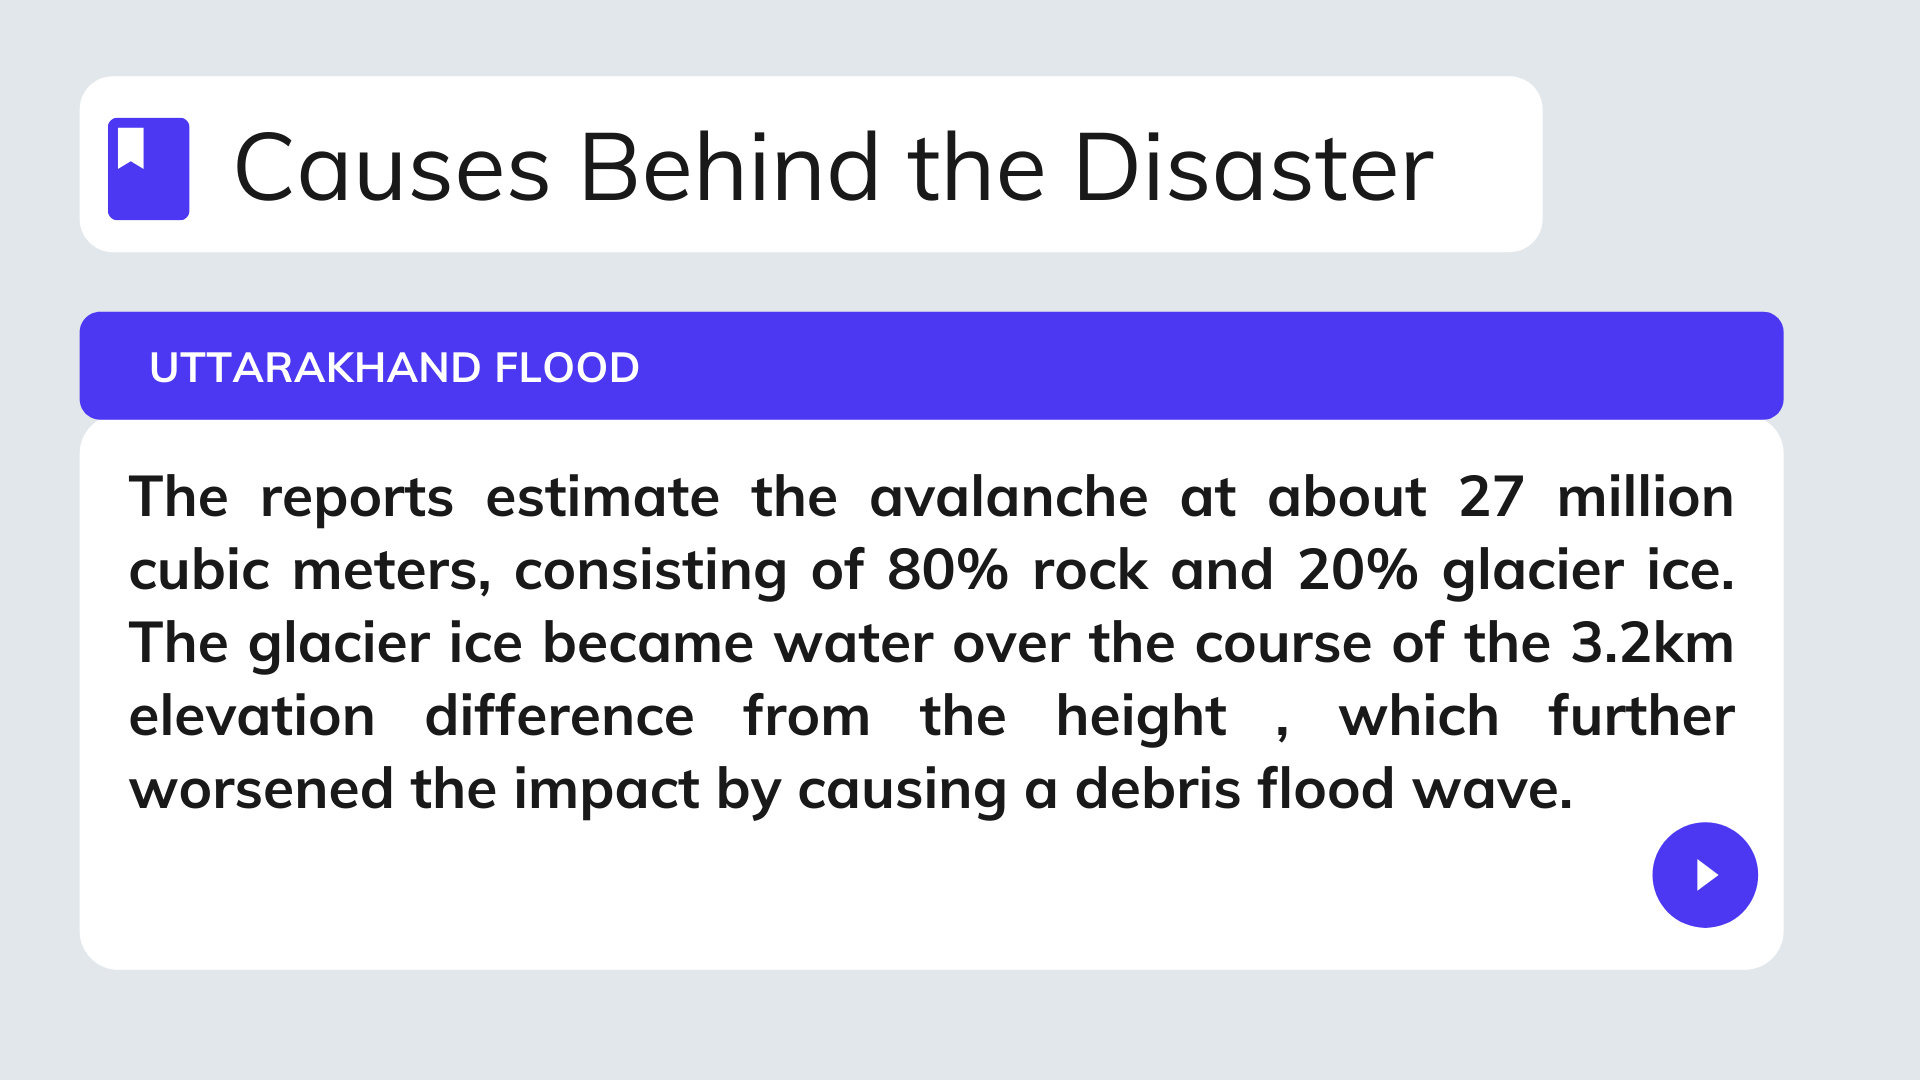 Causes Behind the Disaster
UTTARAKHAND FLOOD
The reports estimate the avalanche at about 27 million
cubic meters, consisting of 80% rock and 20% glacier ice.
The glacier ice became water over the course of the 3.2km
elevation difference from the height , which further
worsened the impact by causing a debris flood wave.